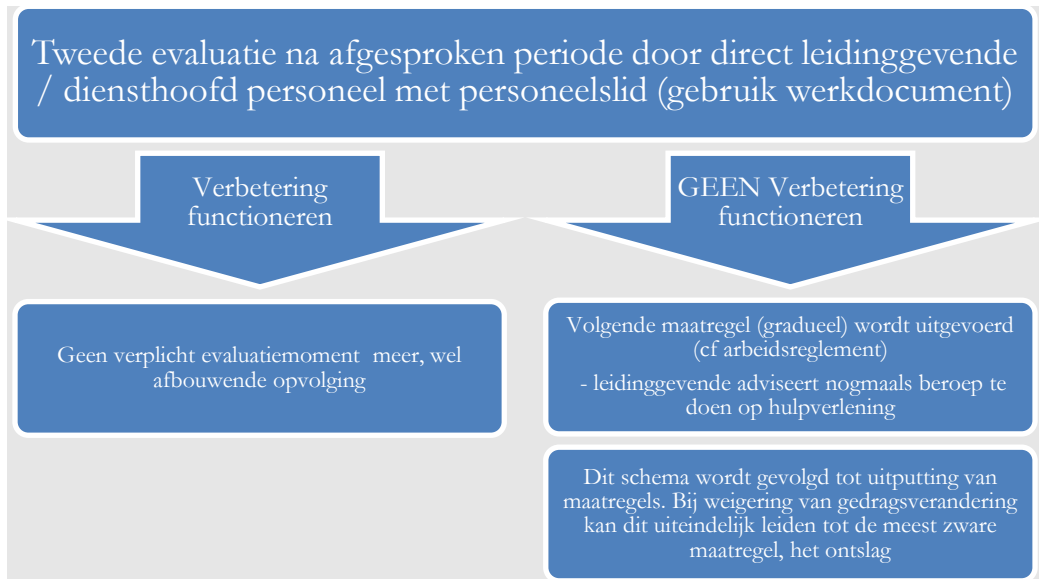 Tweede evaluatie na afgesproken periode door direct leidinggevende
/ diensthoofd personeel met personeelslid (gebruik werkdocument)
Verbetering
functioneren
Geen verplicht evaluatiemoment meer, wel
afbouwende opvolging
GEEN Verbetering
functioneren
Volgende maatregel (gradueel) wordt uitgevoerd
(cf arbeidsreglement)
- leidinggevende adviseert nogmaals beroep te
doen op hulpverlening
Dit schema wordt gevolgd tot uitputting van
maatregels. Bij weigering van gedragsverandering
kan dit uiteindelijk leiden tot de meest zware
maatregel, het ontslag